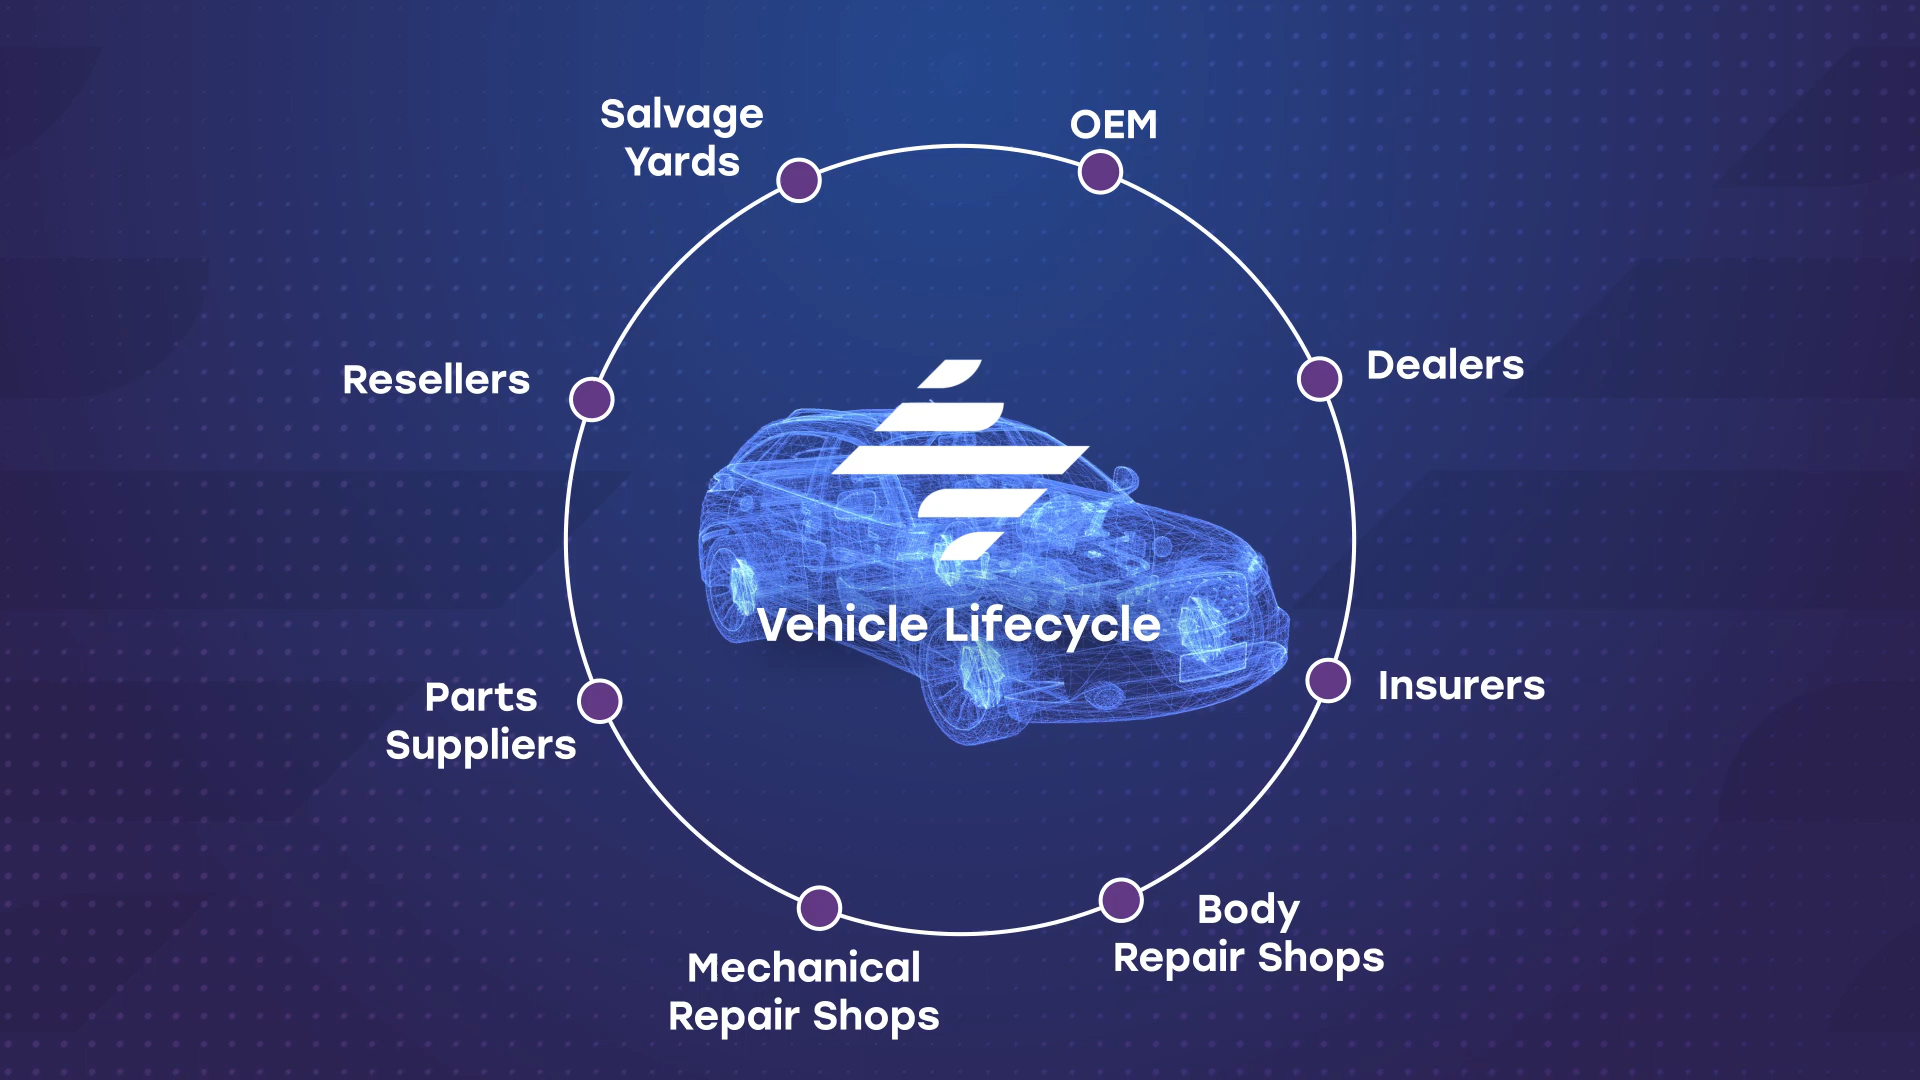 Salvage
Yards
OEM
Resellers
Dealers
Vehicle Lifecycle
Parts
Suppliers
Insurers
Mechanical
Repair Shops
Body
Repair Shops